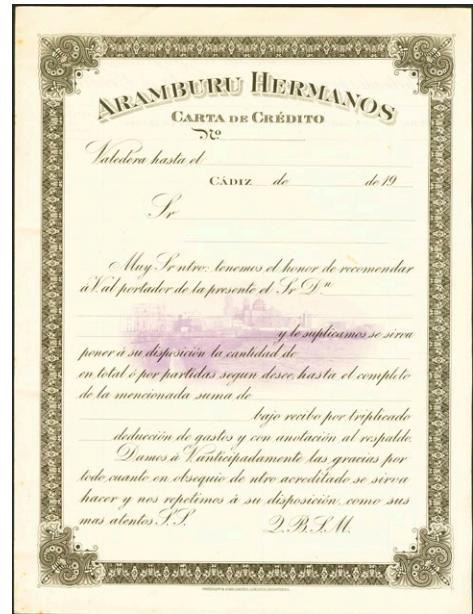 ARAMBURU HERMANOS
CARTA DE CRÉDITO
Nº
Valedera hasta el
CÁDIZ de de 19
Sr
Muy Sr ntro: tenemos el honor de recomendar
à V. al portador de la presente el Sr Dn
y le suplicamos se sirva
poner à su disposición la cantidad de
en total ó por partidas segun desee, hasta el completo
de la mencionada suma de
bajo recibo por triplicado
deducción de gastos y con anotación al respalde.
Damos à V. anticipadamente las gracias por
todo cuanto en obsequio de ntro acreditado se sirva
hacer y nos repetimos à su disposición como sus
mas atentos S.S. Q.B.S.M.